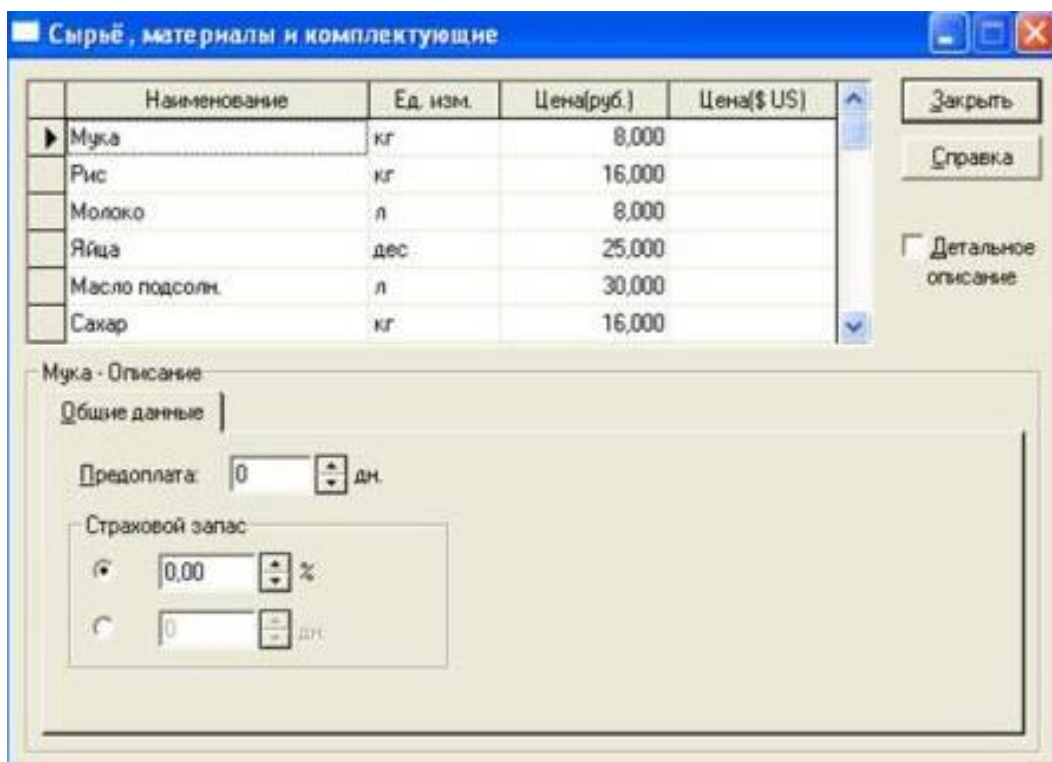 Сырьё, материалы и комплектующие
Наименование Ед. изм. Цена(руб.) Цена($ US)
Мука кг 8,000
Рис кг 16,000
Молоко л 8,000
Яйца дес 25,000
Масло подсолн. л 30,000
Сахар кг 16,000
Закрыть
Справка
Детальное
описание
Мука - Описание
Общие данные
Предоплата: 0 дн.
Страховой запас
0,00 %
0 дн.